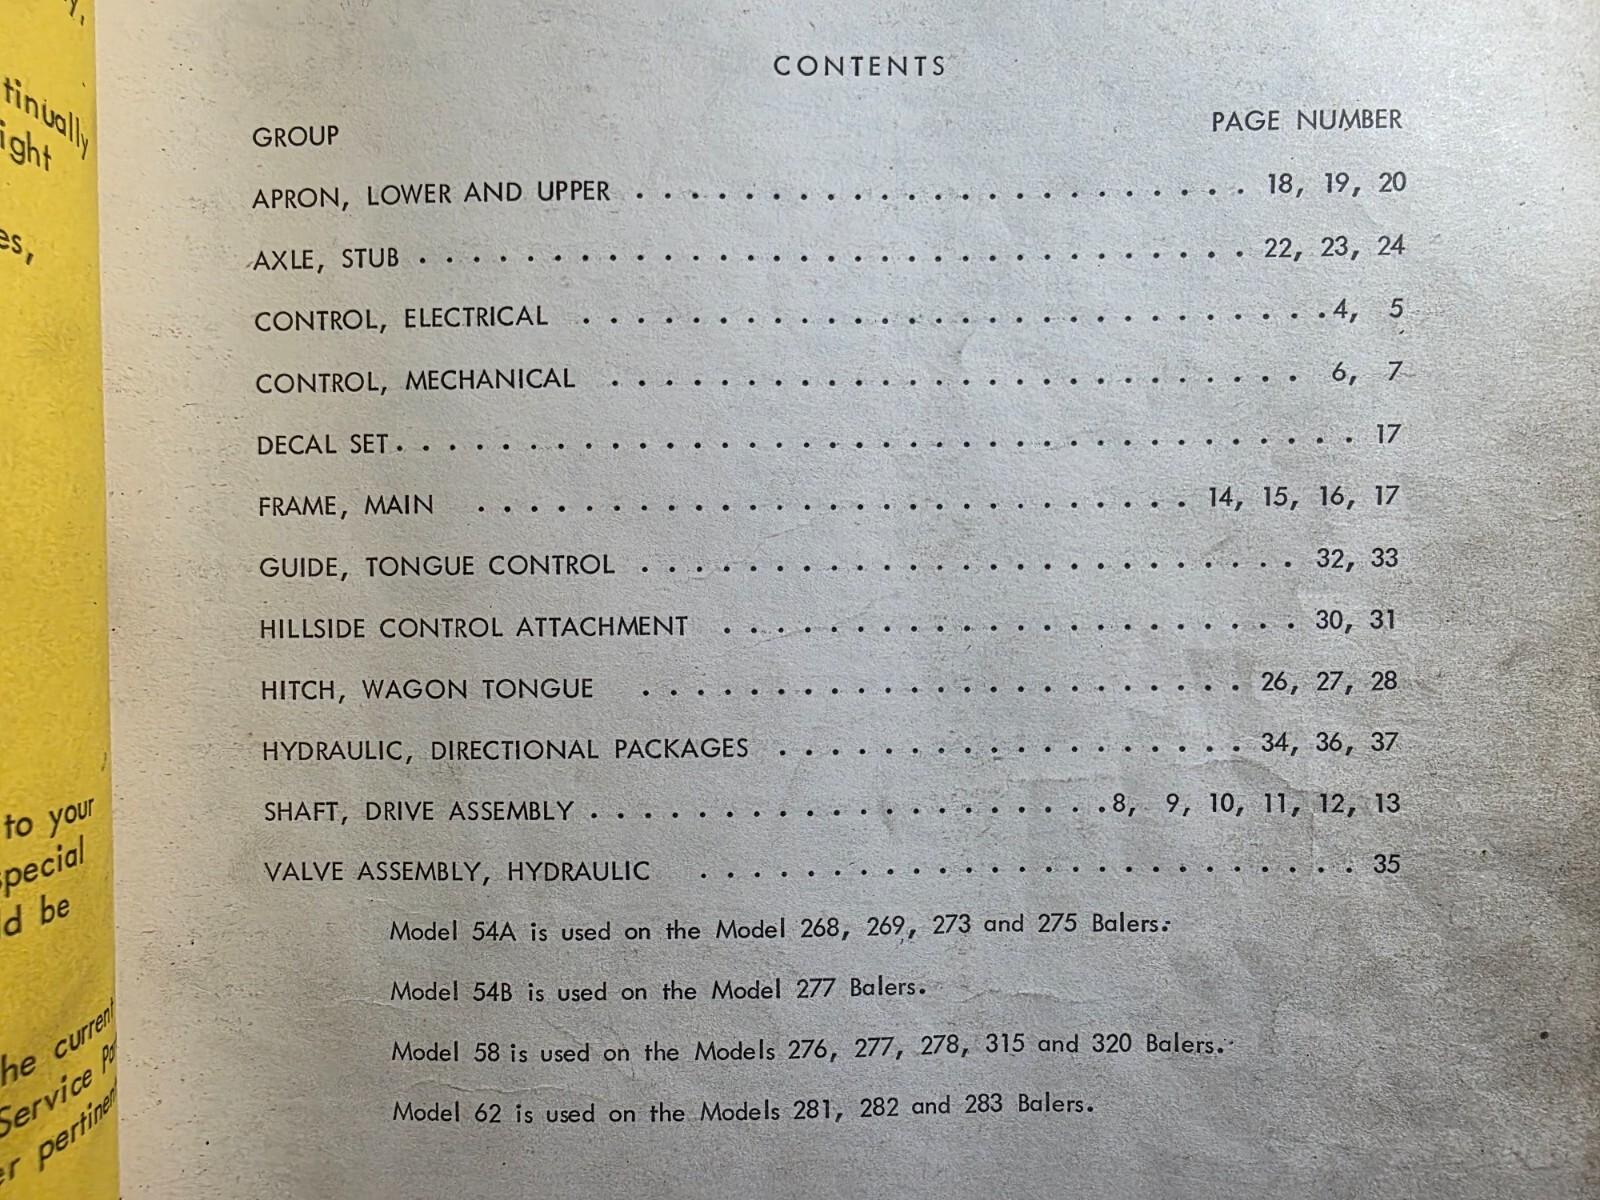 CONTENTS
GROUP PAGE NUMBER
APRON, LOWER AND UPPER . . . . . . . . . . . . . . . . . . . . . . . 18, 19, 20
AXLE, STUB . . . . . . . . . . . . . . . . . . . . . . . . . . . . . . . 22, 23, 24
CONTROL, ELECTRICAL . . . . . . . . . . . . . . . . . . . . . . . . . . . . 4, 5
CONTROL, MECHANICAL . . . . . . . . . . . . . . . . . . . . . . . . . . 6, 7
DECAL SET . . . . . . . . . . . . . . . . . . . . . . . . . . . . . . . . . . . . 17
FRAME, MAIN . . . . . . . . . . . . . . . . . . . . . . . . . . . 14, 15, 16, 17
GUIDE, TONGUE CONTROL . . . . . . . . . . . . . . . . . . . . . . . . . 32, 33
HILLSIDE CONTROL ATTACHMENT . . . . . . . . . . . . . . . . . . . . . . 30, 31
HITCH, WAGON TONGUE . . . . . . . . . . . . . . . . . . . . . . . 26, 27, 28
HYDRAULIC, DIRECTIONAL PACKAGES . . . . . . . . . . . . . . . . . . 34, 36, 37
SHAFT, DRIVE ASSEMBLY . . . . . . . . . . . . . . . . . . . . 8, 9, 10, 11, 12, 13
VALVE ASSEMBLY, HYDRAULIC . . . . . . . . . . . . . . . . . . . . . . . . . 35
Model 54A is used on the Model 268, 269, 273 and 275 Balers.
Model 54B is used on the Model 277 Balers.
Model 58 is used on the Models 276, 277, 278, 315 and 320 Balers.
Model 62 is used on the Models 281, 282 and 283 Balers.
to your
be
current
Service